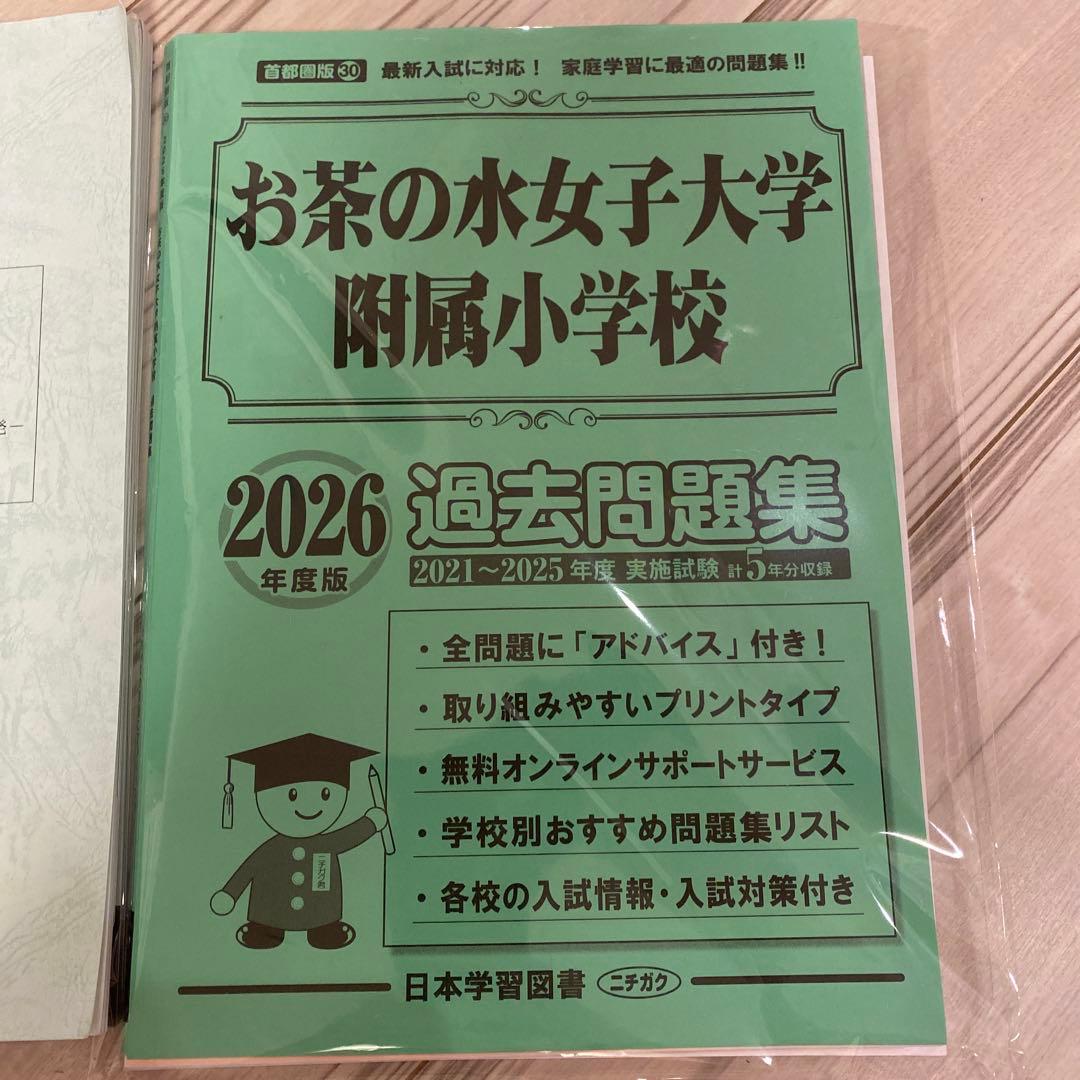 首都圏版㉚ 最新入試に対応! 家庭学習に最適の問題集!!
お茶の水女子大学
附属小学校
2026
年度版
過去問題集
2021〜2025年度 実施試験 計5年分収録
・全問題に「アドバイス」付き!
・取り組みやすいプリントタイプ
・無料オンラインサポートサービス
・学校別おすすめ問題集リスト
・各校の入試情報・入試対策付き
ニチガク君
日本学習図書 ニチガク